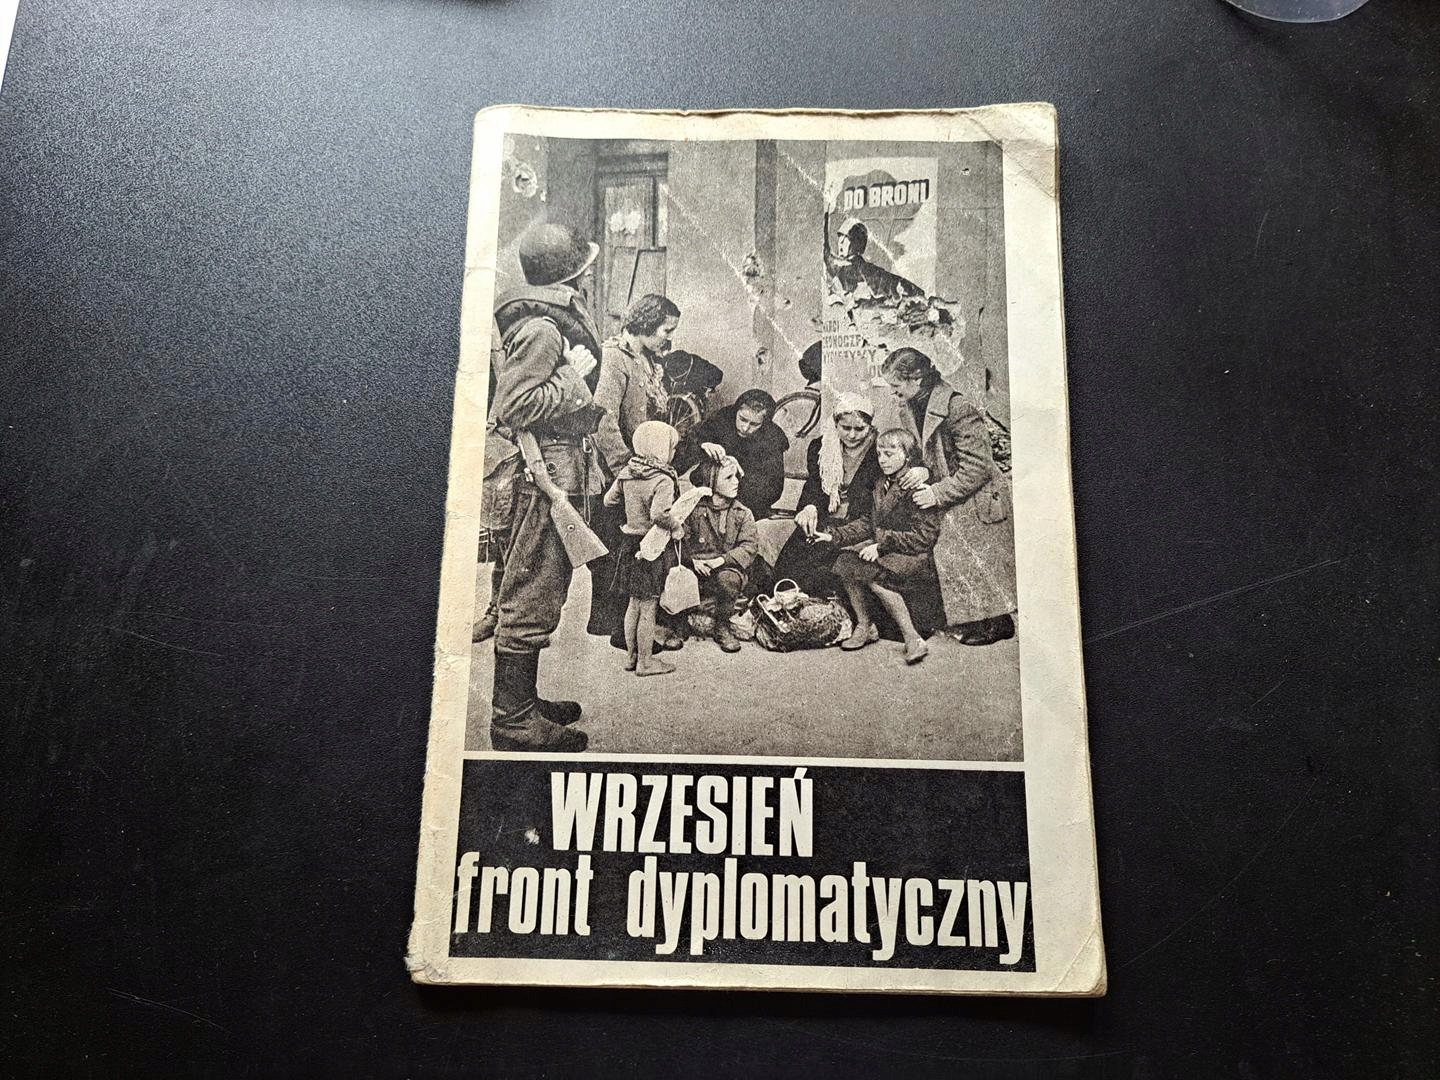 DO BRONI
WRZESIEŃ
front dyplomatyczny